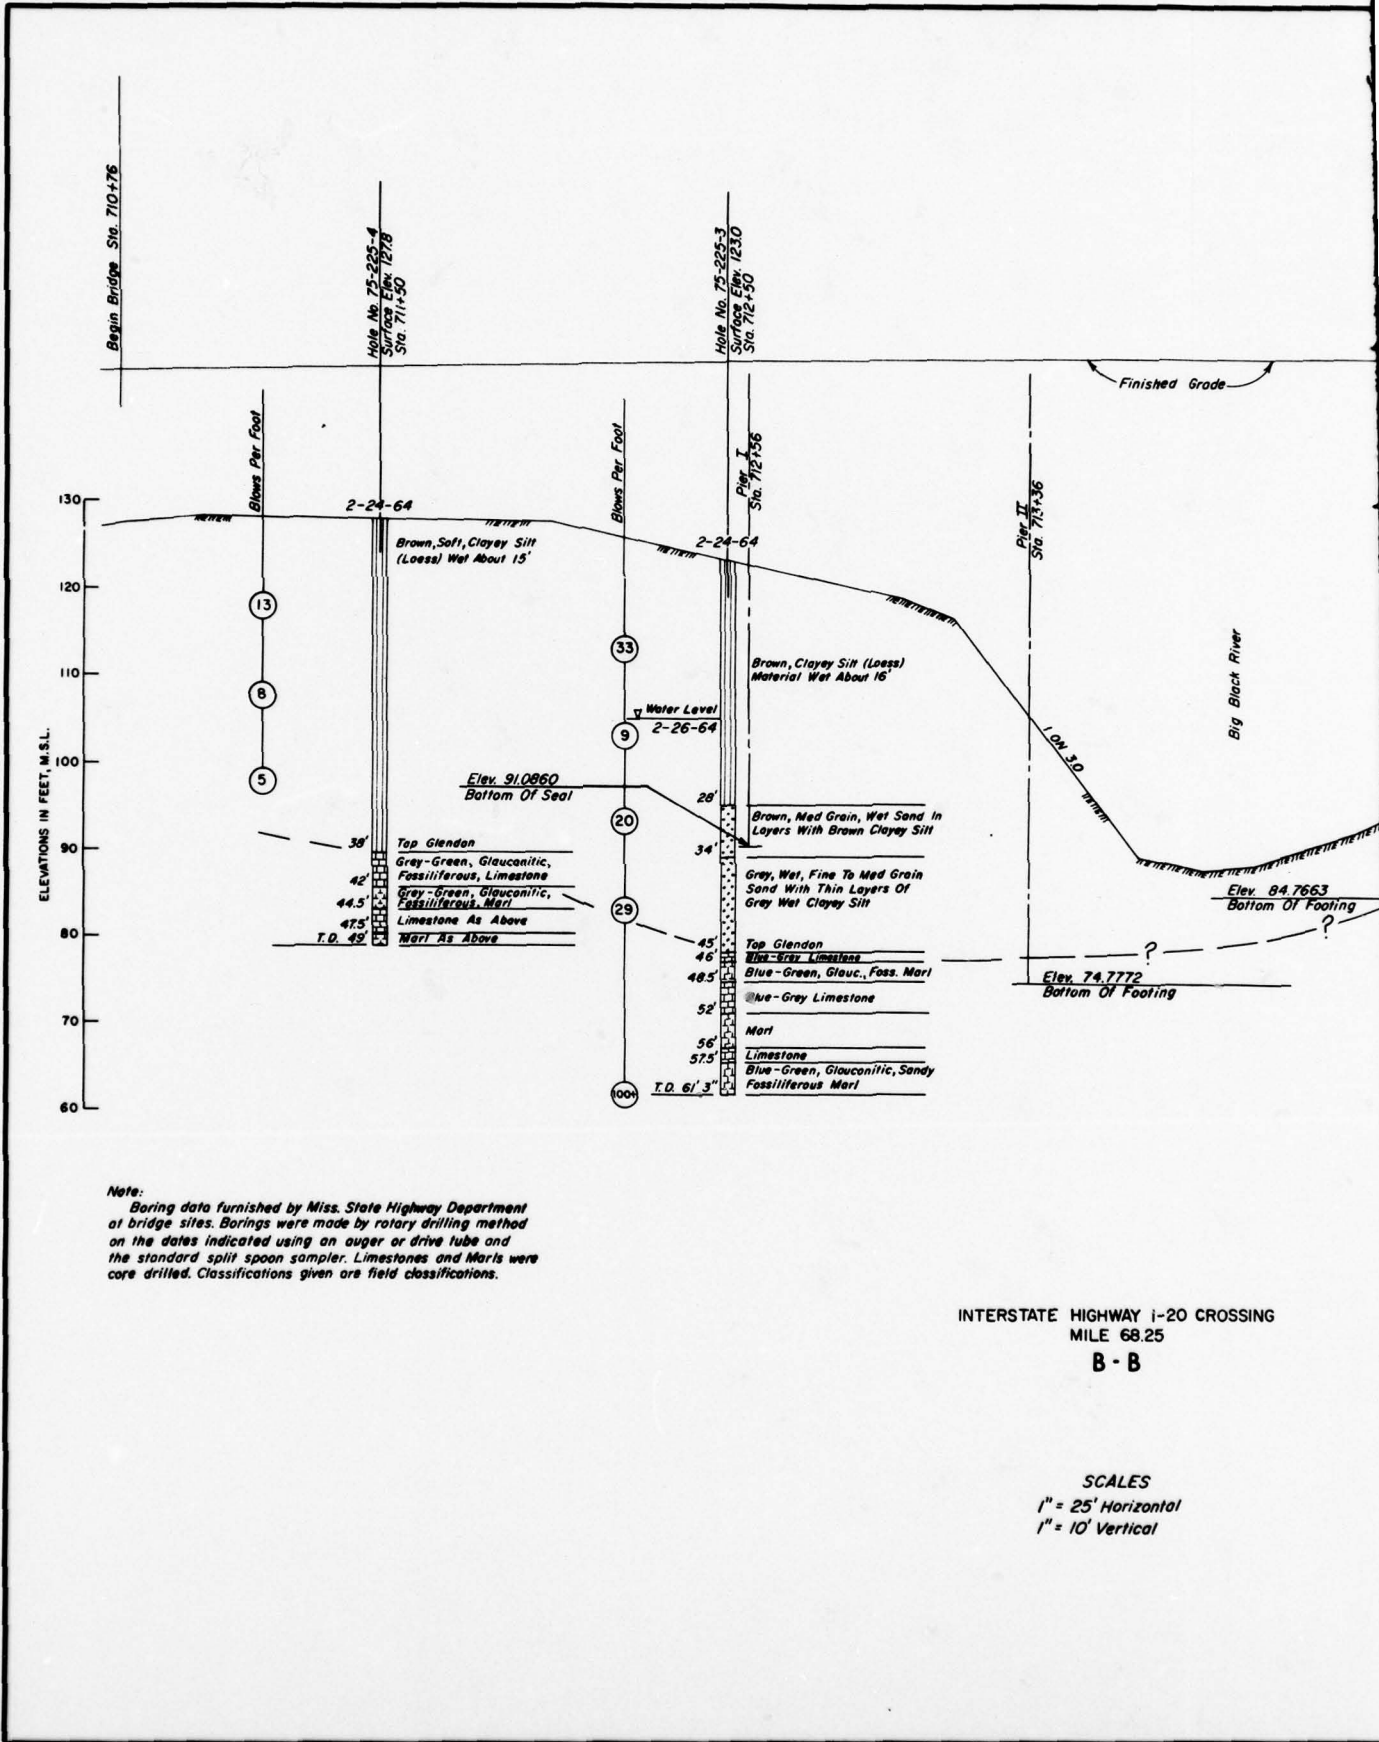 Begin Bridge Sta. 710+76
Hole No. 75-225-4
Surface Elev. 127.8
Sta. 711+50
Hole No. 75-225-3
Surface Elev. 123.0
Sta. 712+50
Finished Grade
Blows Per Foot
Blows Per Foot
Pier I
Sta. 712+56
Pier II
Sta. 713+36
Big Black River
ELEVATIONS IN FEET, M.S.L.
130
120
110
100
90
80
70
60
2-24-64
Brown, Soft, Clayey Silt
(Loess) Wet About 15'
13
8
5
38' Top Glendon
Grey-Green, Glauconitic,
Fossiliferous, Limestone
42'
Grey-Green, Glauconitic,
Fossiliferous, Marl
44.5'
Limestone As Above
47.5'
T.D. 49' Marl As Above
2-24-64
33
9
20
29
100+
Brown, Clayey Silt (Loess)
Material Wet About 16'
Water Level
2-26-64
Elev. 91.0860
Bottom Of Seal
28'
Brown, Med Grain, Wet Sand In
Layers With Brown Clayey Silt
34'
Grey, Wet, Fine To Med Grain
Sand With Thin Layers Of
Grey Wet Clayey Silt
45' Top Glendon
46' Blue-Grey Limestone
48.5' Blue-Green, Glauc., Foss. Marl
Blue-Grey Limestone
52'
Marl
56'
57.5' Limestone
Blue-Green, Glauconitic, Sandy
T.D. 61' 3" Fossiliferous Marl
1 ON 3.0
Elev. 84.7663
Bottom Of Footing
?
?
Elev. 74.7772
Bottom Of Footing
Note:
Boring data furnished by Miss. State Highway Department
at bridge sites. Borings were made by rotary drilling method
on the dates indicated using an auger or drive tube and
the standard split spoon sampler. Limestones and Marls were
core drilled. Classifications given are field classifications.
INTERSTATE HIGHWAY I-20 CROSSING
MILE 68.25
B - B
SCALES
1" = 25' Horizontal
1" = 10' Vertical